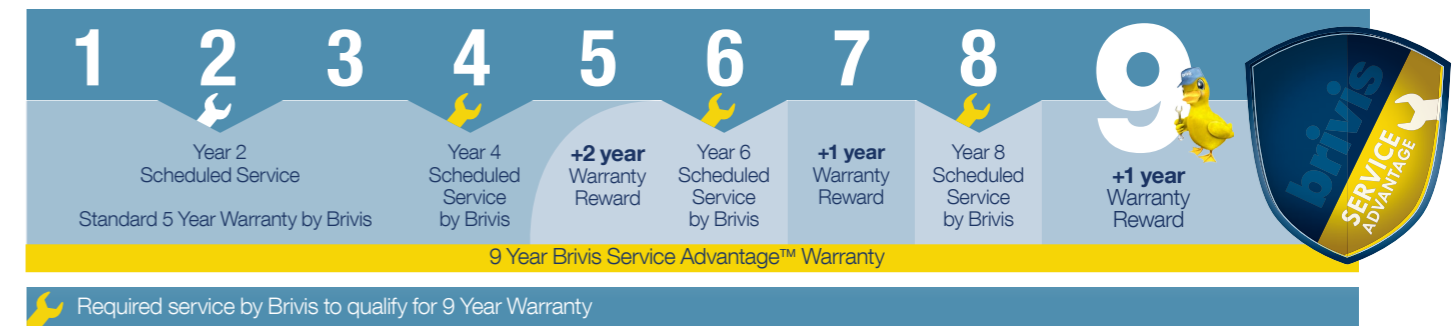 1 2 3 4 5 6 7 8 9
Year 2
Scheduled Service
Standard 5 Year Warranty by Brivis
Year 4
Scheduled
Service
by Brivis
+2 year
Warranty
Reward
Year 6
Scheduled
Service
by Brivis
+1 year
Warranty
Reward
Year 8
Scheduled
Service
by Brivis
+1 year
Warranty
Reward
brivis
SERVICE
ADVANTAGE
9 Year Brivis Service Advantage™ Warranty
Required service by Brivis to qualify for 9 Year Warranty